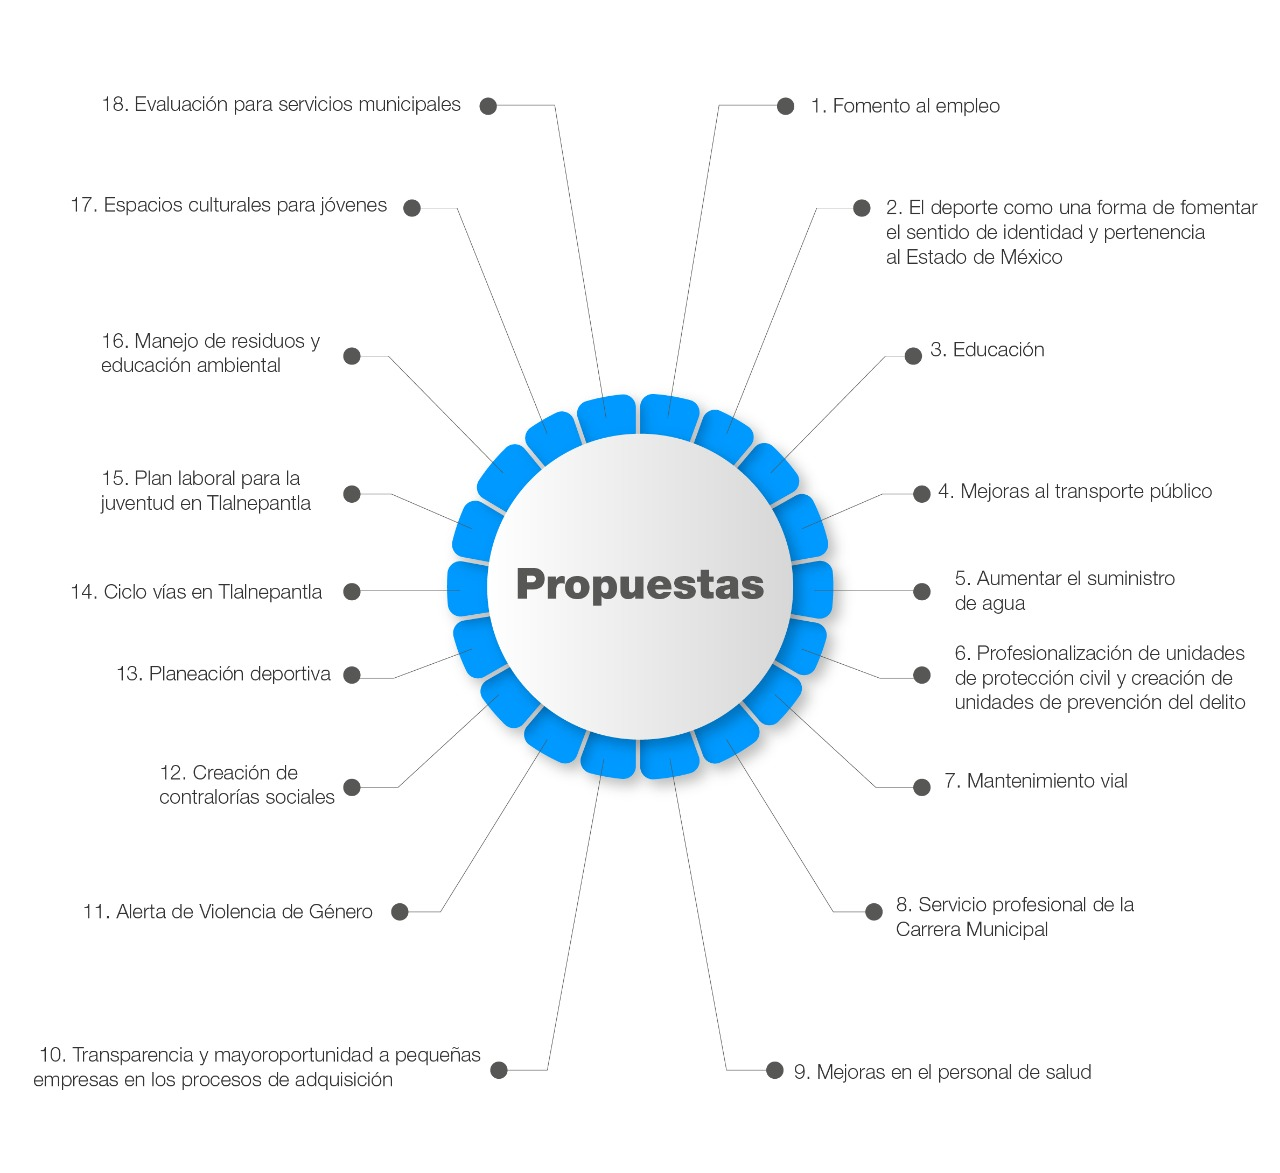 Propuestas
1. Fomento al empleo
2. El deporte como una forma de fomentar
el sentido de identidad y pertenencia
al Estado de México
3. Educación
4. Mejoras al transporte público
5. Aumentar el suministro
de agua
6. Profesionalización de unidades
de protección civil y creación de
unidades de prevención del delito
7. Mantenimiento vial
8. Servicio profesional de la
Carrera Municipal
9. Mejoras en el personal de salud
10. Transparencia y mayoroportunidad a pequeñas
empresas en los procesos de adquisición
11. Alerta de Violencia de Género
12. Creación de
contralorías sociales
13. Planeación deportiva
14. Ciclo vías en Tlalnepantla
15. Plan laboral para la
juventud en Tlalnepantla
16. Manejo de residuos y
educación ambiental
17. Espacios culturales para jóvenes
18. Evaluación para servicios municipales